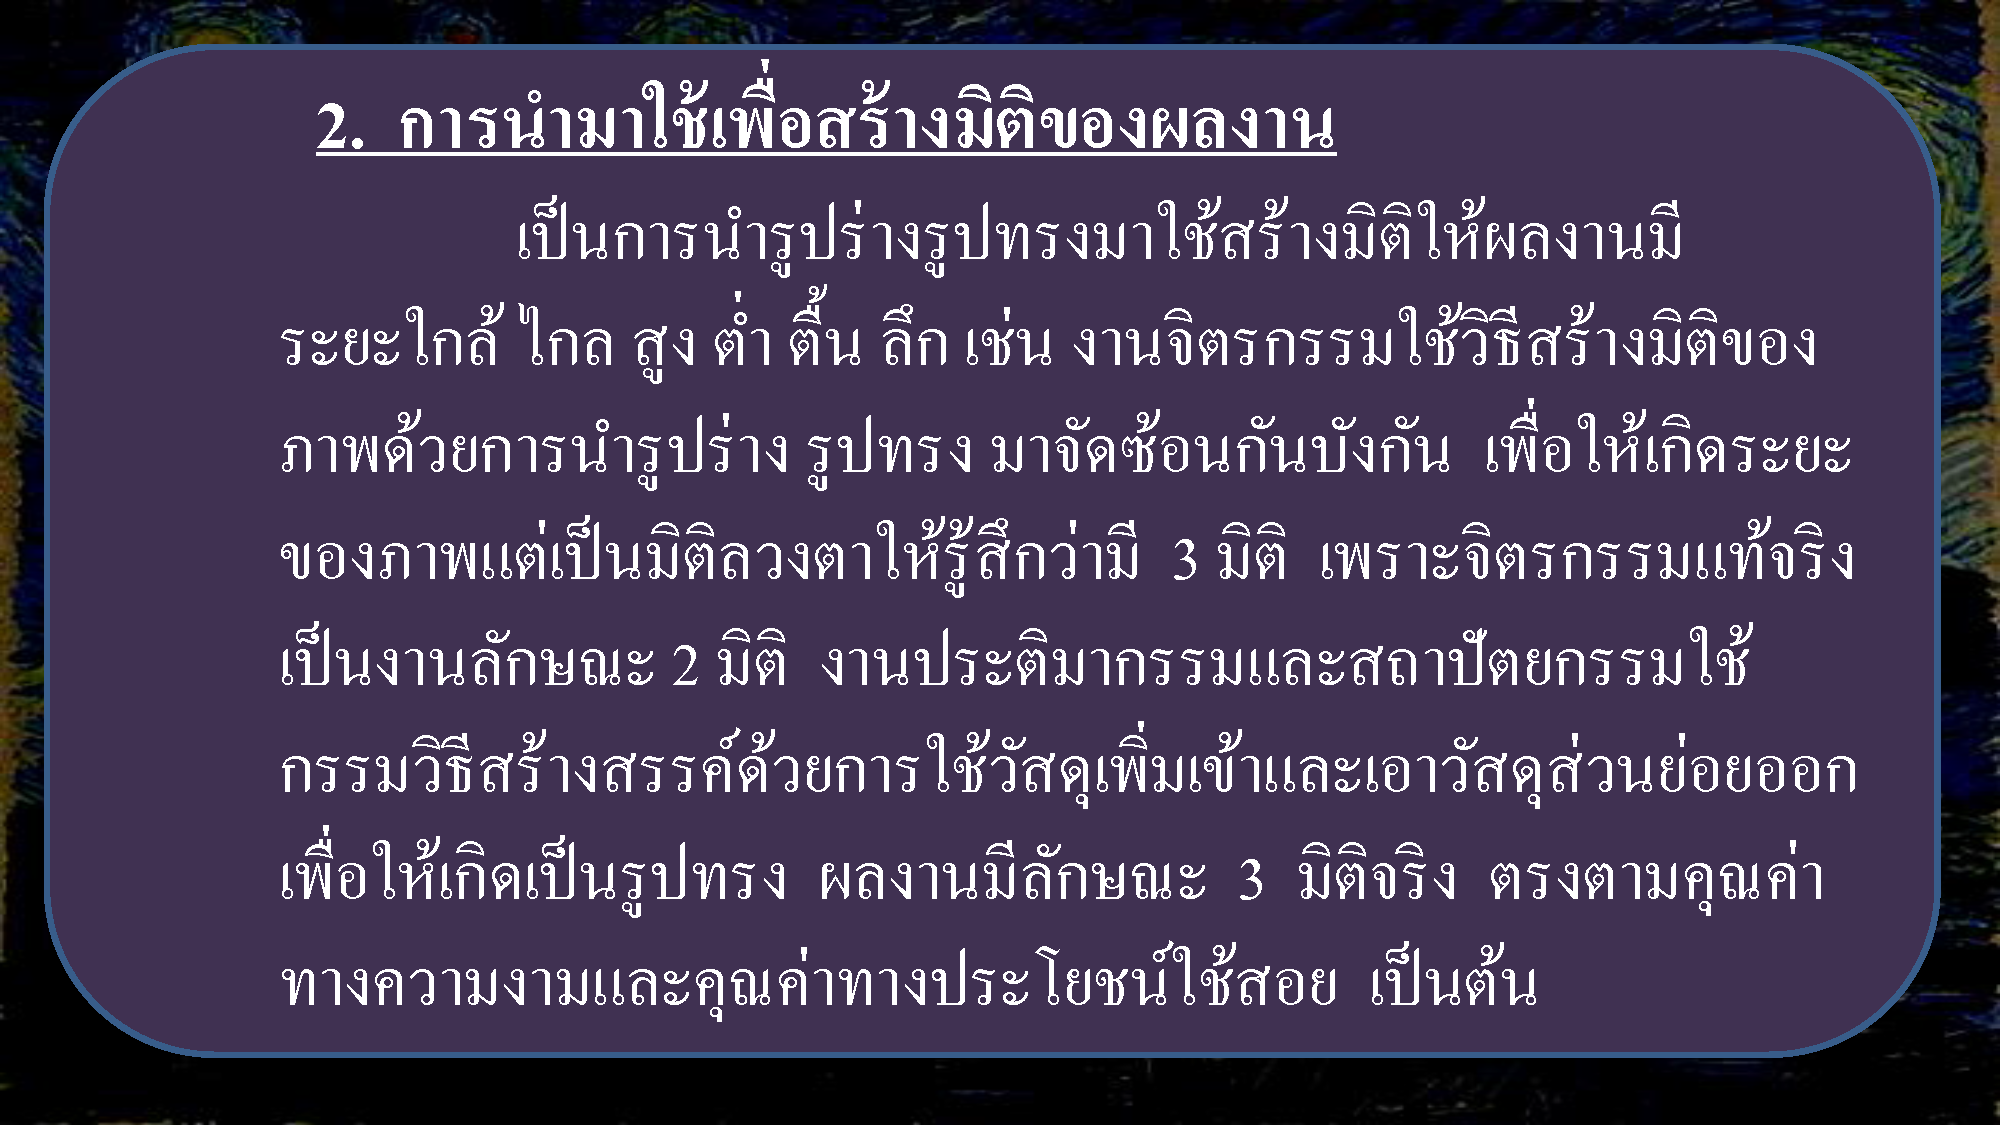 2. การนำมาใช้เพื่อสร้างมิติของผลงาน
เป็นการนำรูปร่างรูปทรงมาใช้สร้างมิติให้ผลงานมี
ระยะใกล้ ไกล สูง ต่ำ ตื้น ลึก เช่น งานจิตรกรรมใช้วิธีสร้างมิติของ
ภาพด้วยการนำรูปร่าง รูปทรง มาจัดซ้อนกันบังกัน เพื่อให้เกิดระยะ
ของภาพแต่เป็นมิติลวงตาให้รู้สึกว่ามี 3 มิติ เพราะจิตรกรรมแท้จริง
เป็นงานลักษณะ 2 มิติ งานประติมากรรมและสถาปัตยกรรมใช้
กรรมวิธีสร้างสรรค์ด้วยการใช้วัสดุเพิ่มเข้าและเอาวัสดุส่วนย่อยออก
เพื่อให้เกิดเป็นรูปทรง ผลงานมีลักษณะ 3 มิติจริง ตรงตามคุณค่า
ทางความงามและคุณค่าทางประโยชน์ใช้สอย เป็นต้น